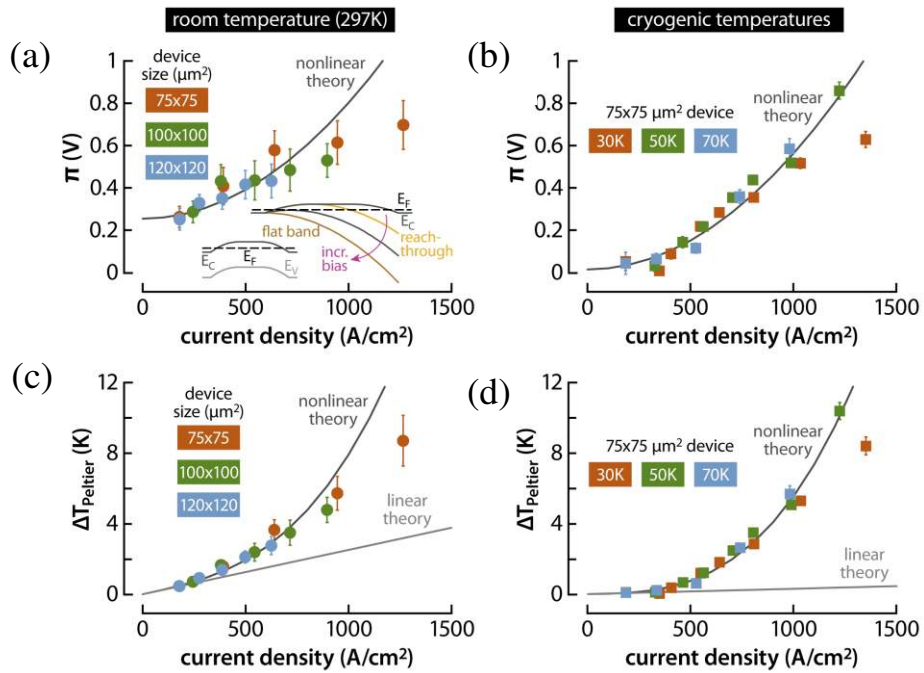 room temperature (297K)
cryogenic temperatures
(a)
device
size (μm²)
75x75
100x100
120x120
nonlinear
theory
π (V)
1
0.8
0.6
0.4
0.2
0
E_C
E_F
E_V
flat band
incr.
bias
E_F
E_C
reach-
through
0
500
1000
1500
current density (A/cm²)
(b)
75x75 μm² device
30K
50K
70K
nonlinear
theory
π (V)
1
0.8
0.6
0.4
0.2
0
0
500
1000
1500
current density (A/cm²)
(c)
device
size (μm²)
75x75
100x100
120x120
nonlinear
theory
linear
theory
ΔT_Peltier (K)
12
8
4
0
0
500
1000
1500
current density (A/cm²)
(d)
75x75 μm² device
30K
50K
70K
nonlinear
theory
linear
theory
ΔT_Peltier (K)
12
8
4
0
0
500
1000
1500
current density (A/cm²)